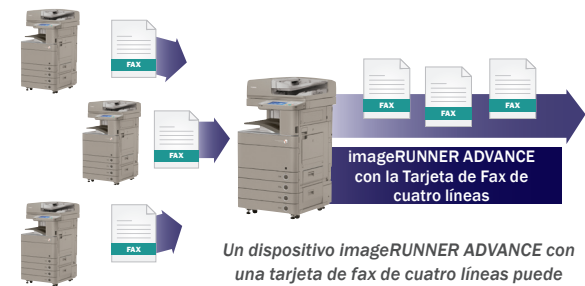 FAX
FAX
FAX
FAX
FAX
FAX
imageRUNNER ADVANCE
con la Tarjeta de Fax de
cuatro líneas
Un dispositivo imageRUNNER ADVANCE con
una tarjeta de fax de cuatro líneas puede